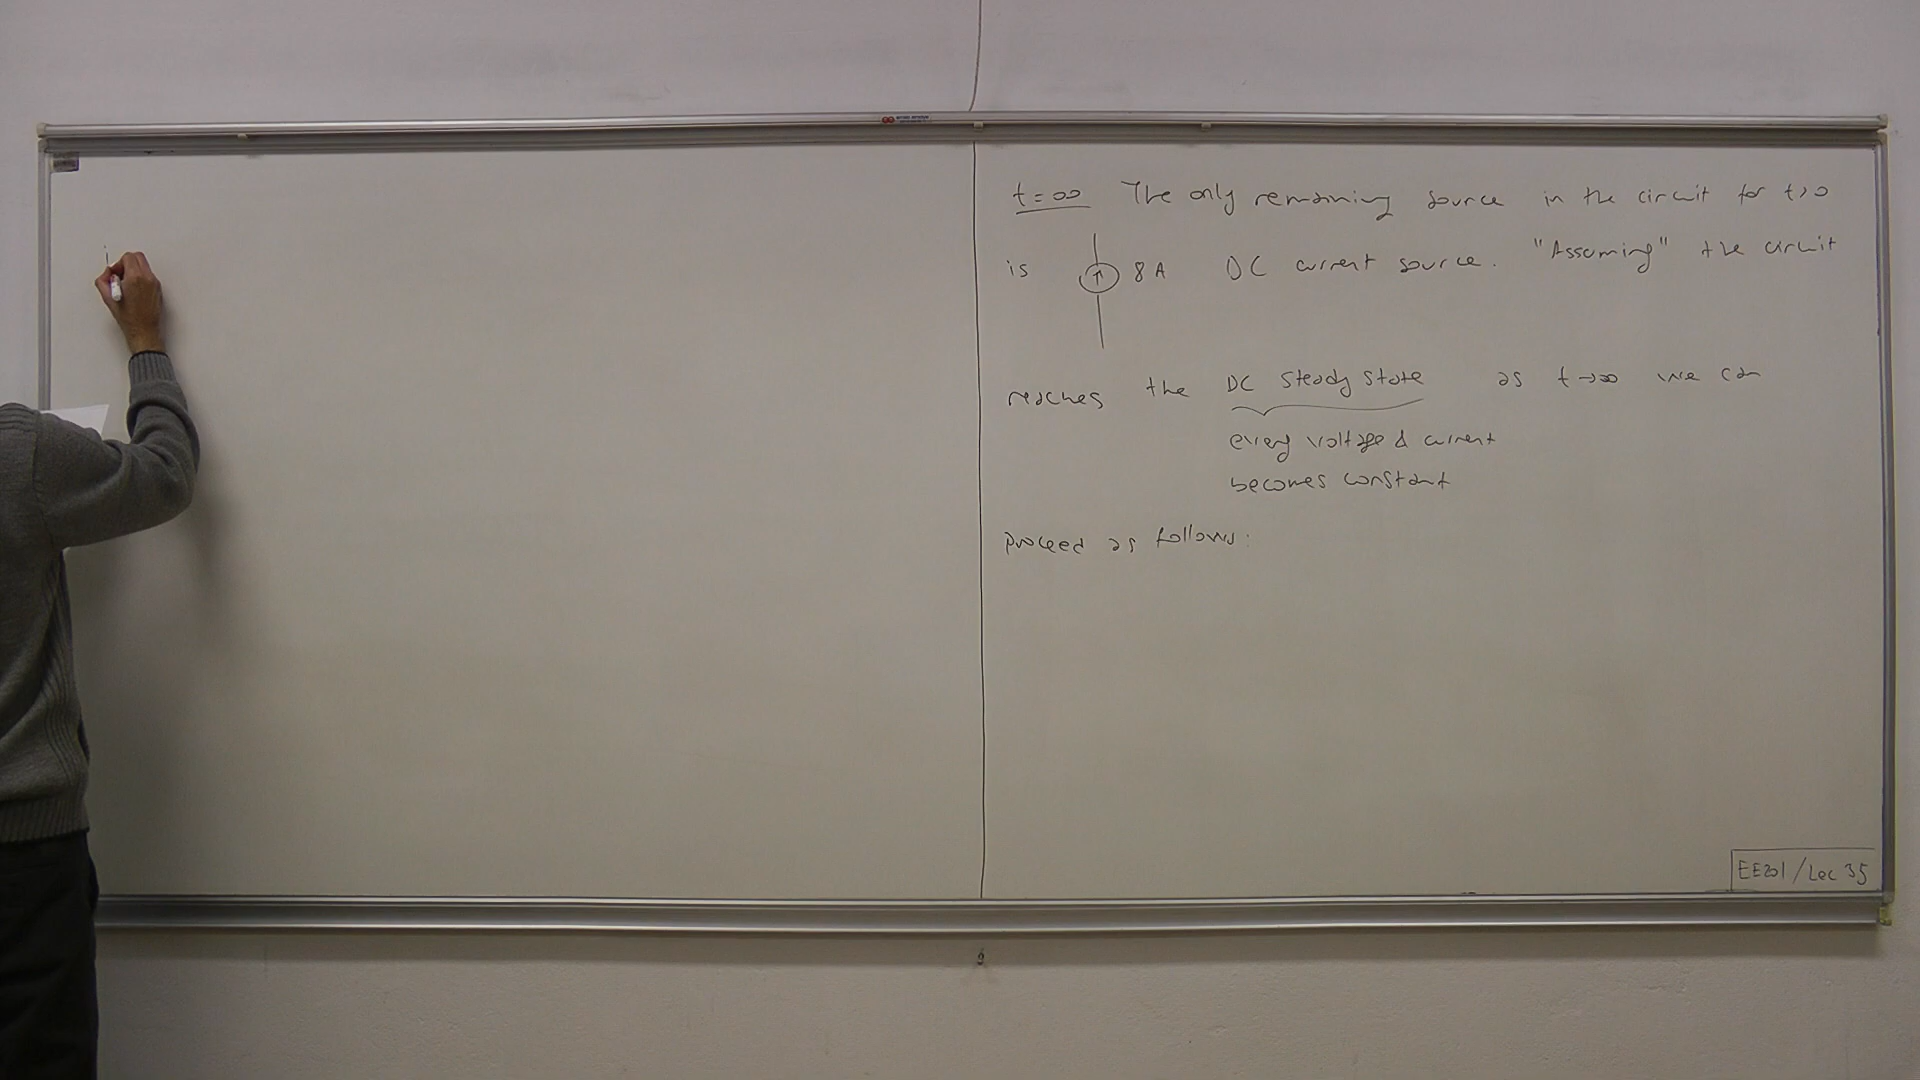 t=∞ The only remaining source in the circuit for t>0
is ↑ 8 A DC current source. "Assuming" the circuit
reaches the DC steady state as t→∞ we can
every voltage & current
becomes constant
proceed as follows:
EE201/Lec 35